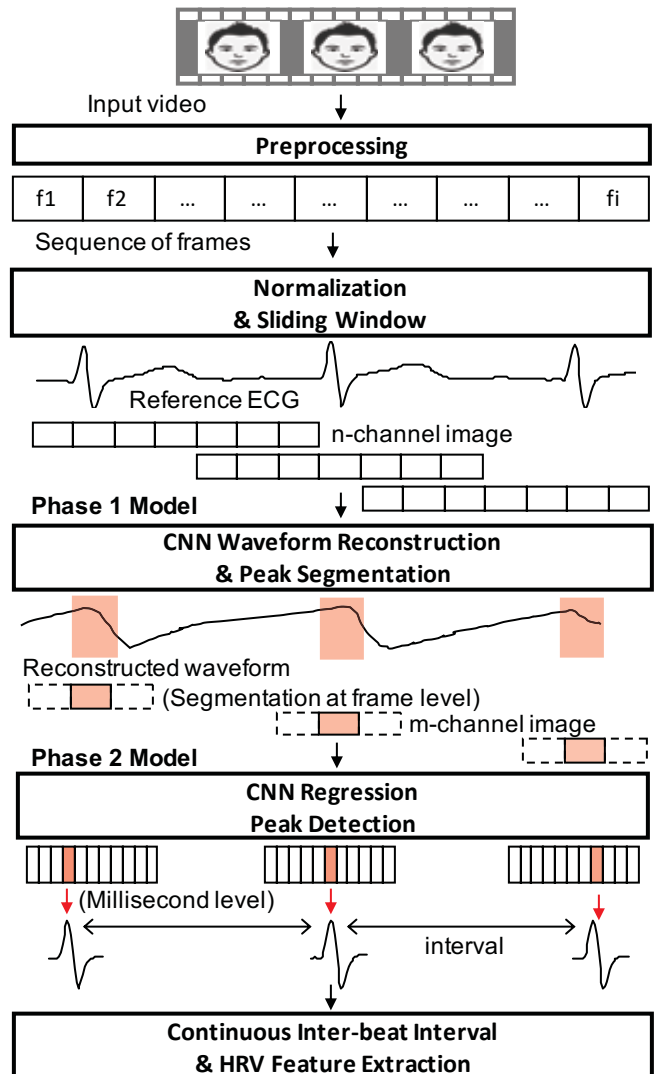 Input video
Preprocessing
f1 f2 ... ... ... ... ... ... fi
Sequence of frames
Normalization
& Sliding Window
Reference ECG
n-channel image
Phase 1 Model
CNN Waveform Reconstruction
& Peak Segmentation
Reconstructed waveform
(Segmentation at frame level)
m-channel image
Phase 2 Model
CNN Regression
Peak Detection
(Millisecond level)
interval
Continuous Inter-beat Interval
& HRV Feature Extraction